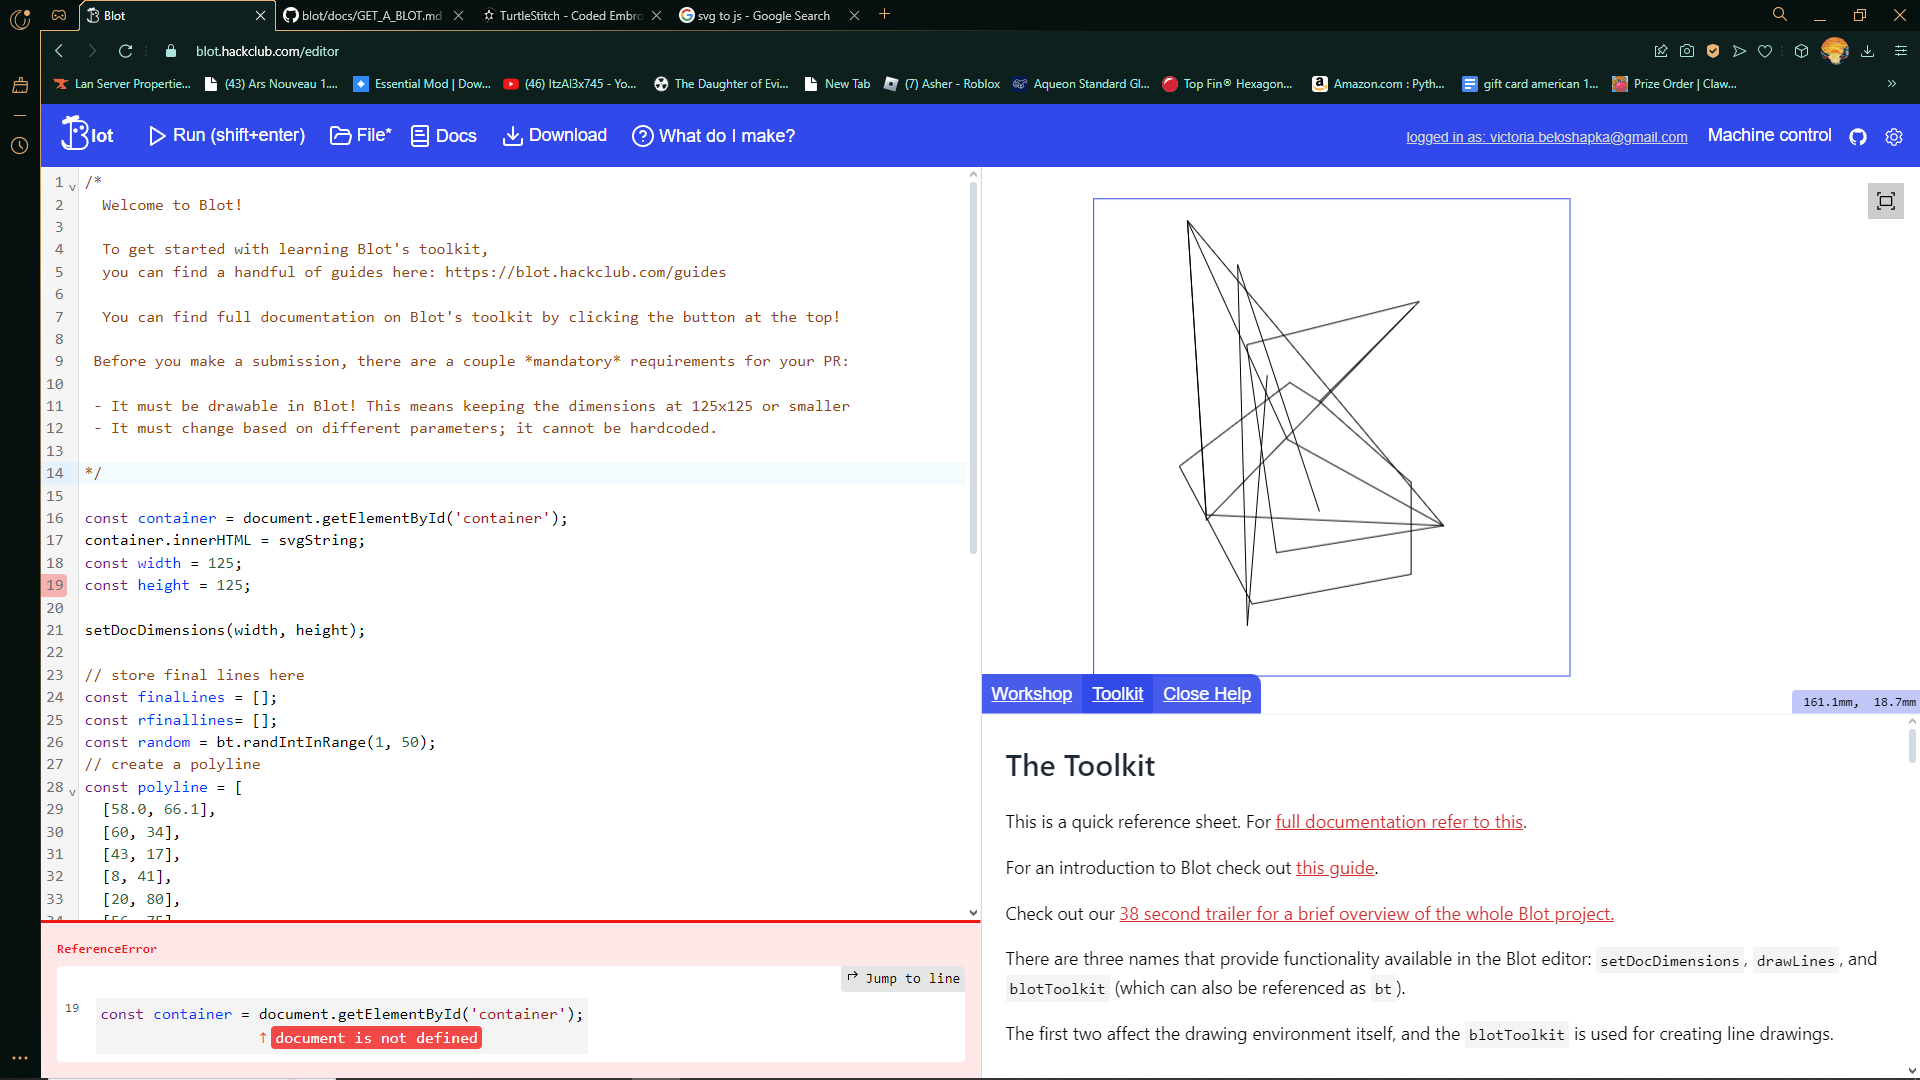 Blot
blot/docs/GET_A_BLOT.md
TurtleStitch - Coded Embro
svg to js - Google Search
blot.hackclub.com/editor
Lan Server Propertie...
(43) Ars Nouveau 1....
Essential Mod | Dow...
(46) ItzAl3x745 - Yo...
The Daughter of Evi...
New Tab
(7) Asher - Roblox
Aqueon Standard Gl...
Top Fin® Hexagon...
Amazon.com : Pyth...
gift card american 1...
Prize Order | Claw...
Blot
Run (shift+enter)
File*
Docs
Download
What do I make?
logged in as: victoria.beloshapka@gmail.com
Machine control
1 /*
2 Welcome to Blot!
3
4 To get started with learning Blot's toolkit,
5 you can find a handful of guides here: https://blot.hackclub.com/guides
6
7 You can find full documentation on Blot's toolkit by clicking the button at the top!
8
9 Before you make a submission, there are a couple *mandatory* requirements for your PR:
10
11 - It must be drawable in Blot! This means keeping the dimensions at 125x125 or smaller
12 - It must change based on different parameters; it cannot be hardcoded.
13
14 */
15
16 const container = document.getElementById('container');
17 container.innerHTML = svgString;
18 const width = 125;
19 const height = 125;
20
21 setDocDimensions(width, height);
22
23 // store final lines here
24 const finalLines = [];
25 const rfinallines= [];
26 const random = bt.randIntInRange(1, 50);
27 // create a polyline
28 const polyline = [
29 [58.0, 66.1],
30 [60, 34],
31 [43, 17],
32 [8, 41],
33 [20, 80],
ReferenceError
Jump to line
19 const container = document.getElementById('container');
↑ document is not defined
Workshop
Toolkit
Close Help
161.1mm, 18.7mm
The Toolkit
This is a quick reference sheet. For full documentation refer to this.
For an introduction to Blot check out this guide.
Check out our 38 second trailer for a brief overview of the whole Blot project.
There are three names that provide functionality available in the Blot editor: setDocDimensions, drawLines, and
blotToolkit (which can also be referenced as bt).
The first two affect the drawing environment itself, and the blotToolkit is used for creating line drawings.